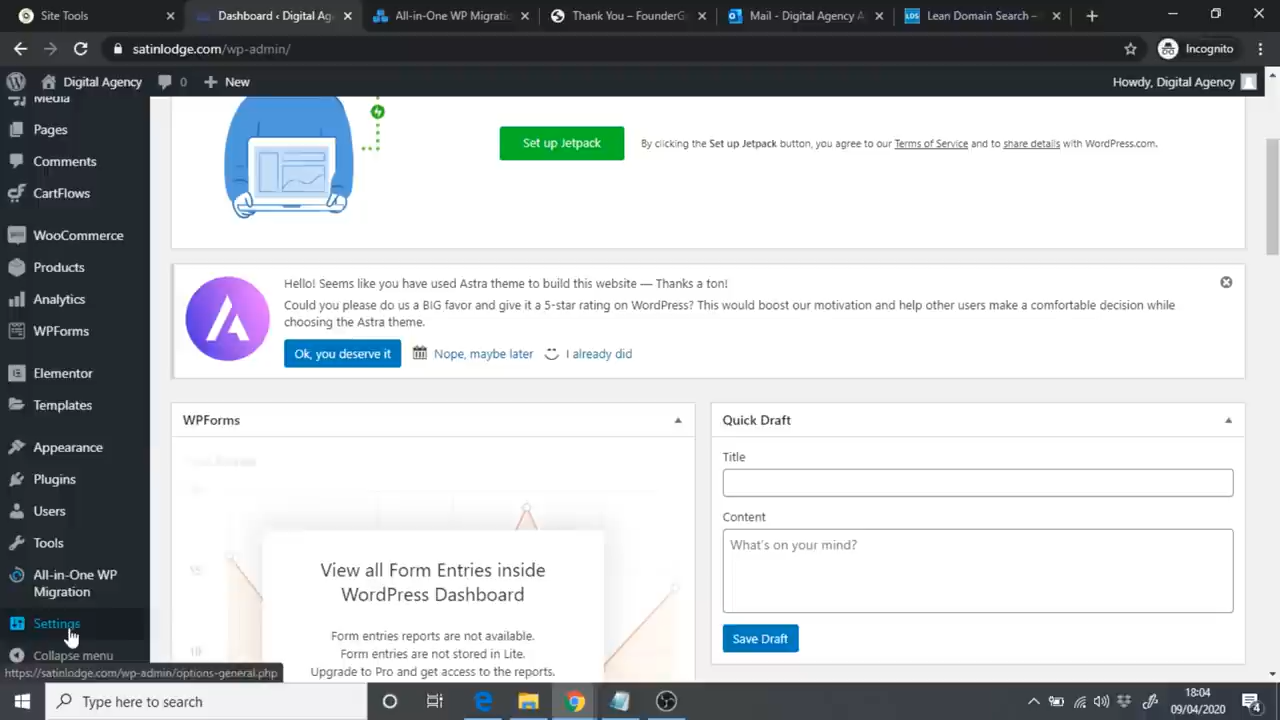 Site Tools
Dashboard ‹ Digital Ag
All-in-One WP Migrati
Thank You – FounderG
Mail - Digital Agency A
LDS
Lean Domain Search –
satinlodge.com/wp-admin/
Incognito
Digital Agency
0
New
Howdy, Digital Agency
Media
Pages
Comments
CartFlows
WooCommerce
Products
Analytics
WPForms
Elementor
Templates
Appearance
Plugins
Users
Tools
All-in-One WP
Migration
Settings
Collapse menu
Set up Jetpack
By clicking the Set up Jetpack button, you agree to our Terms of Service and to share details with WordPress.com.
Hello! Seems like you have used Astra theme to build this website — Thanks a ton!
Could you please do us a BIG favor and give it a 5-star rating on WordPress? This would boost our motivation and help other users make a comfortable decision while
choosing the Astra theme.
Ok, you deserve it
Nope, maybe later
I already did
WPForms
View all Form Entries inside
WordPress Dashboard
Form entries reports are not available.
Form entries are not stored in Lite.
Upgrade to Pro and get access to the reports.
Quick Draft
Title
Content
What's on your mind?
Save Draft
https://satinlodge.com/wp-admin/options-general.php
Type here to search
18:04
09/04/2020
4